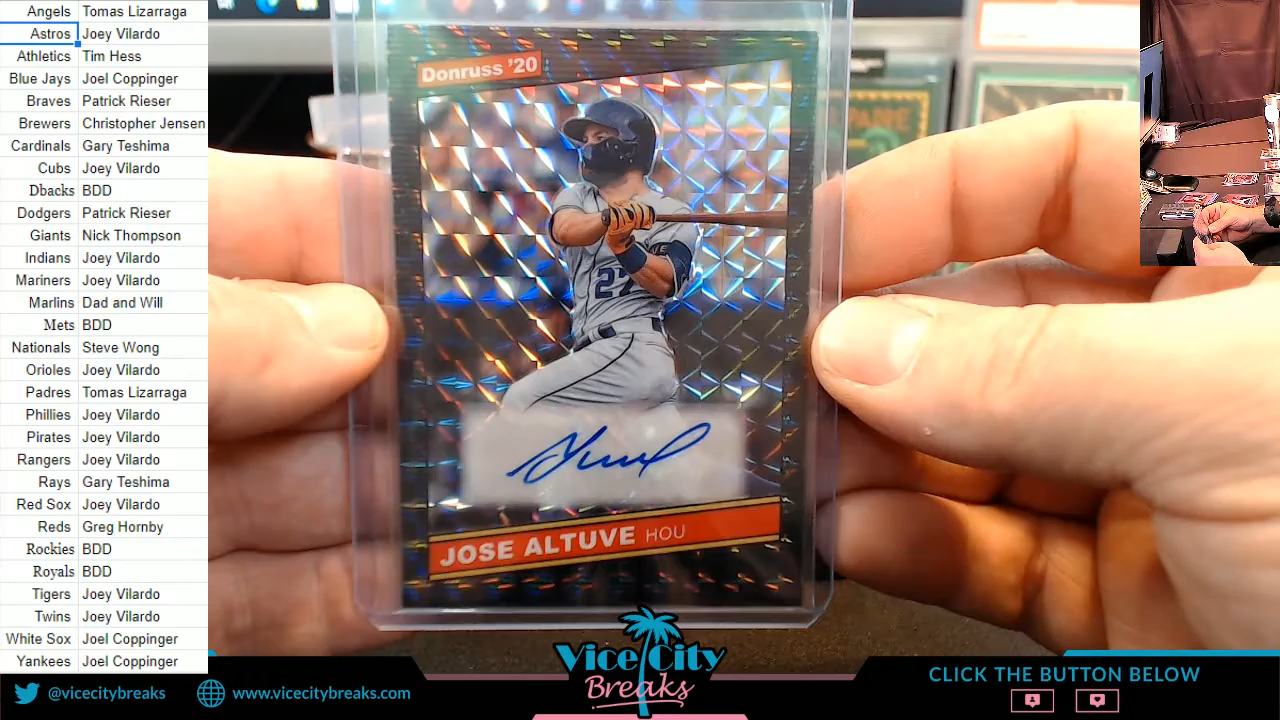 Angels Tomas Lizarraga
Astros Joey Vilardo
Athletics Tim Hess
Blue Jays Joel Coppinger
Braves Patrick Rieser
Brewers Christopher Jensen
Cardinals Gary Teshima
Cubs Joey Vilardo
Dbacks BDD
Dodgers Patrick Rieser
Giants Nick Thompson
Indians Joey Vilardo
Mariners Joey Vilardo
Marlins Dad and Will
Mets BDD
Nationals Steve Wong
Orioles Joey Vilardo
Padres Tomas Lizarraga
Phillies Joey Vilardo
Pirates Joey Vilardo
Rangers Joey Vilardo
Rays Gary Teshima
Red Sox Joey Vilardo
Reds Greg Hornby
Rockies BDD
Royals BDD
Tigers Joey Vilardo
Twins Joey Vilardo
White Sox Joel Coppinger
Yankees Joel Coppinger
Donruss '20
27
JOSE ALTUVE HOU
@vicecitybreaks
www.vicecitybreaks.com
Vice City
Breaks
CLICK THE BUTTON BELOW